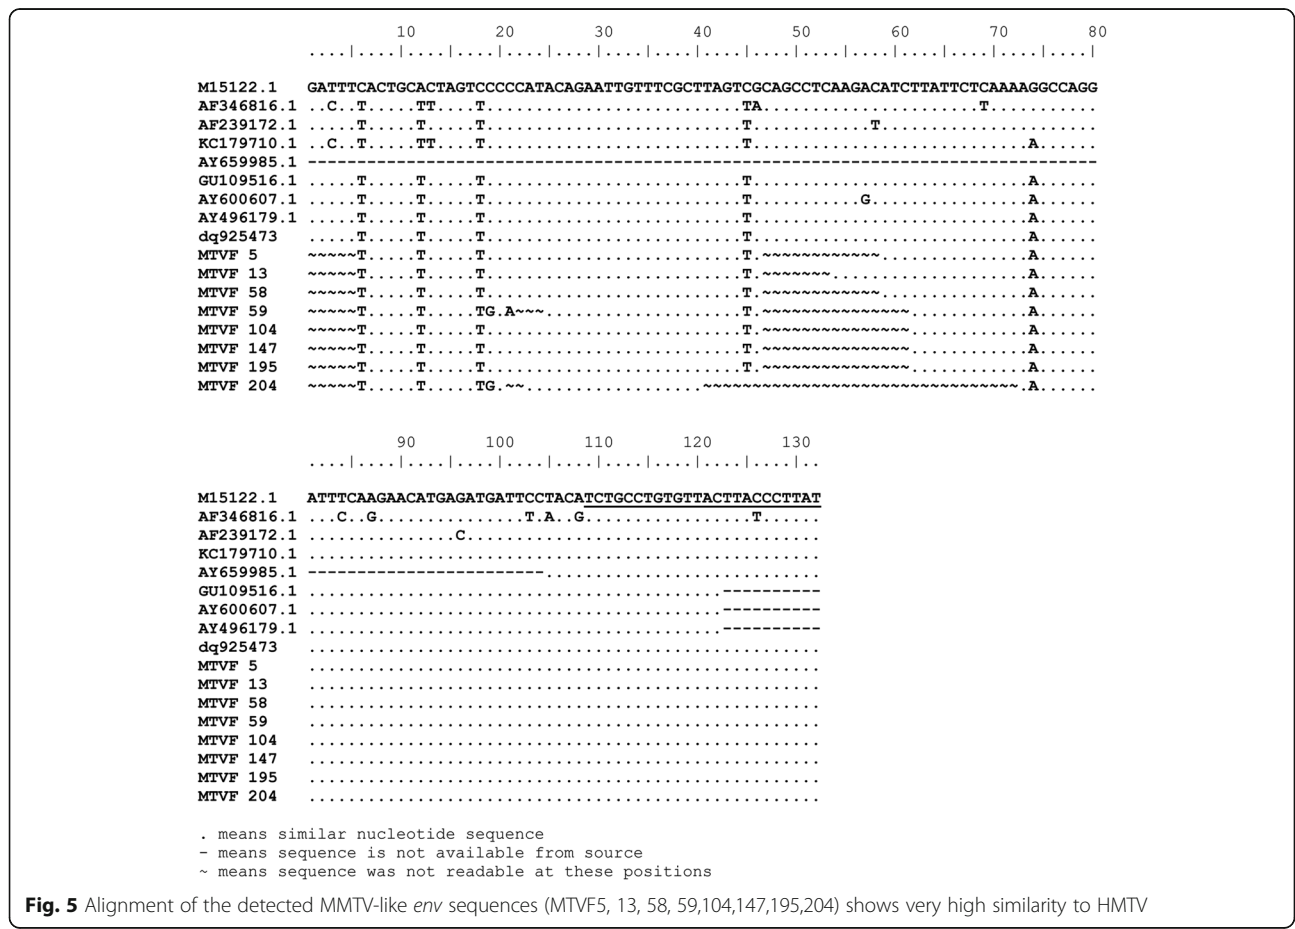 10 20 30 40 50 60 70 80
....|....|....|....|....|....|....|....|....|....|....|....|....|....|....|....|
M15122.1 GATTTCACTGCACTAGTCCCCCATACAGAATTGTTTCGCTTAGTCGCAGCCTCAAGACATCTTATTCTCAAAAGGCCAGG
AF346816.1 ..C..T.....TT....T..........................TA......................T...........
AF239172.1 .....T.....T.....T..........................T............T......................
KC179710.1 ..C..T.....TT....T..........................T............................A......
AY659985.1 --------------------------------------------------------------------------------
GU109516.1 .....T.....T.....T..........................T............................A......
AY600607.1 .....T.....T.....T..........................T...........G................A......
AY496179.1 .....T.....T.....T..........................T............................A......
dq925473 .....T.....T.....T..........................T............................A......
MTVF 5 ~~~~~T.....T.....T..........................T.~~~~~~~~~~~~...............A......
MTVF 13 ~~~~~T.....T.....T..........................T.~~~~~~~....................A......
MTVF 58 ~~~~~T.....T.....T..........................T.~~~~~~~~~~~~...............A......
MTVF 59 ~~~~~T.....T.....TG.A~~~....................T.~~~~~~~~~~~~~~~............A......
MTVF 104 ~~~~~T.....T.....T..........................T.~~~~~~~~~~~~~~~............A......
MTVF 147 ~~~~~T.....T.....T..........................T.~~~~~~~~~~~~~~~............A......
MTVF 195 ~~~~~T.....T.....T..........................T.~~~~~~~~~~~~~~~............A......
MTVF 204 ~~~~~T.....T.....TG.~~..................~~~~~~~~~~~~~~~~~~~~~~~~~~~~~~~~.A......
90 100 110 120 130
....|....|....|....|....|....|....|....|....|....|..
M15122.1 ATTTCAAGAACATGAGATGATTCCTACATCTGCCTGTGTTACTTACCCTTAT
AF346816.1 ...C..G...............T.A..G.................T......
AF239172.1 ...............C....................................
KC179710.1 ....................................................
AY659985.1 ------------------------............................
GU109516.1 ..........................................----------
AY600607.1 ..........................................----------
AY496179.1 ..........................................----------
dq925473 ....................................................
MTVF 5 ....................................................
MTVF 13 ....................................................
MTVF 58 ....................................................
MTVF 59 ....................................................
MTVF 104 ....................................................
MTVF 147 ....................................................
MTVF 195 ....................................................
MTVF 204 ....................................................
. means similar nucleotide sequence
- means sequence is not available from source
~ means sequence was not readable at these positions
Fig. 5 Alignment of the detected MMTV-like env sequences (MTVF5, 13, 58, 59,104,147,195,204) shows very high similarity to HMTV